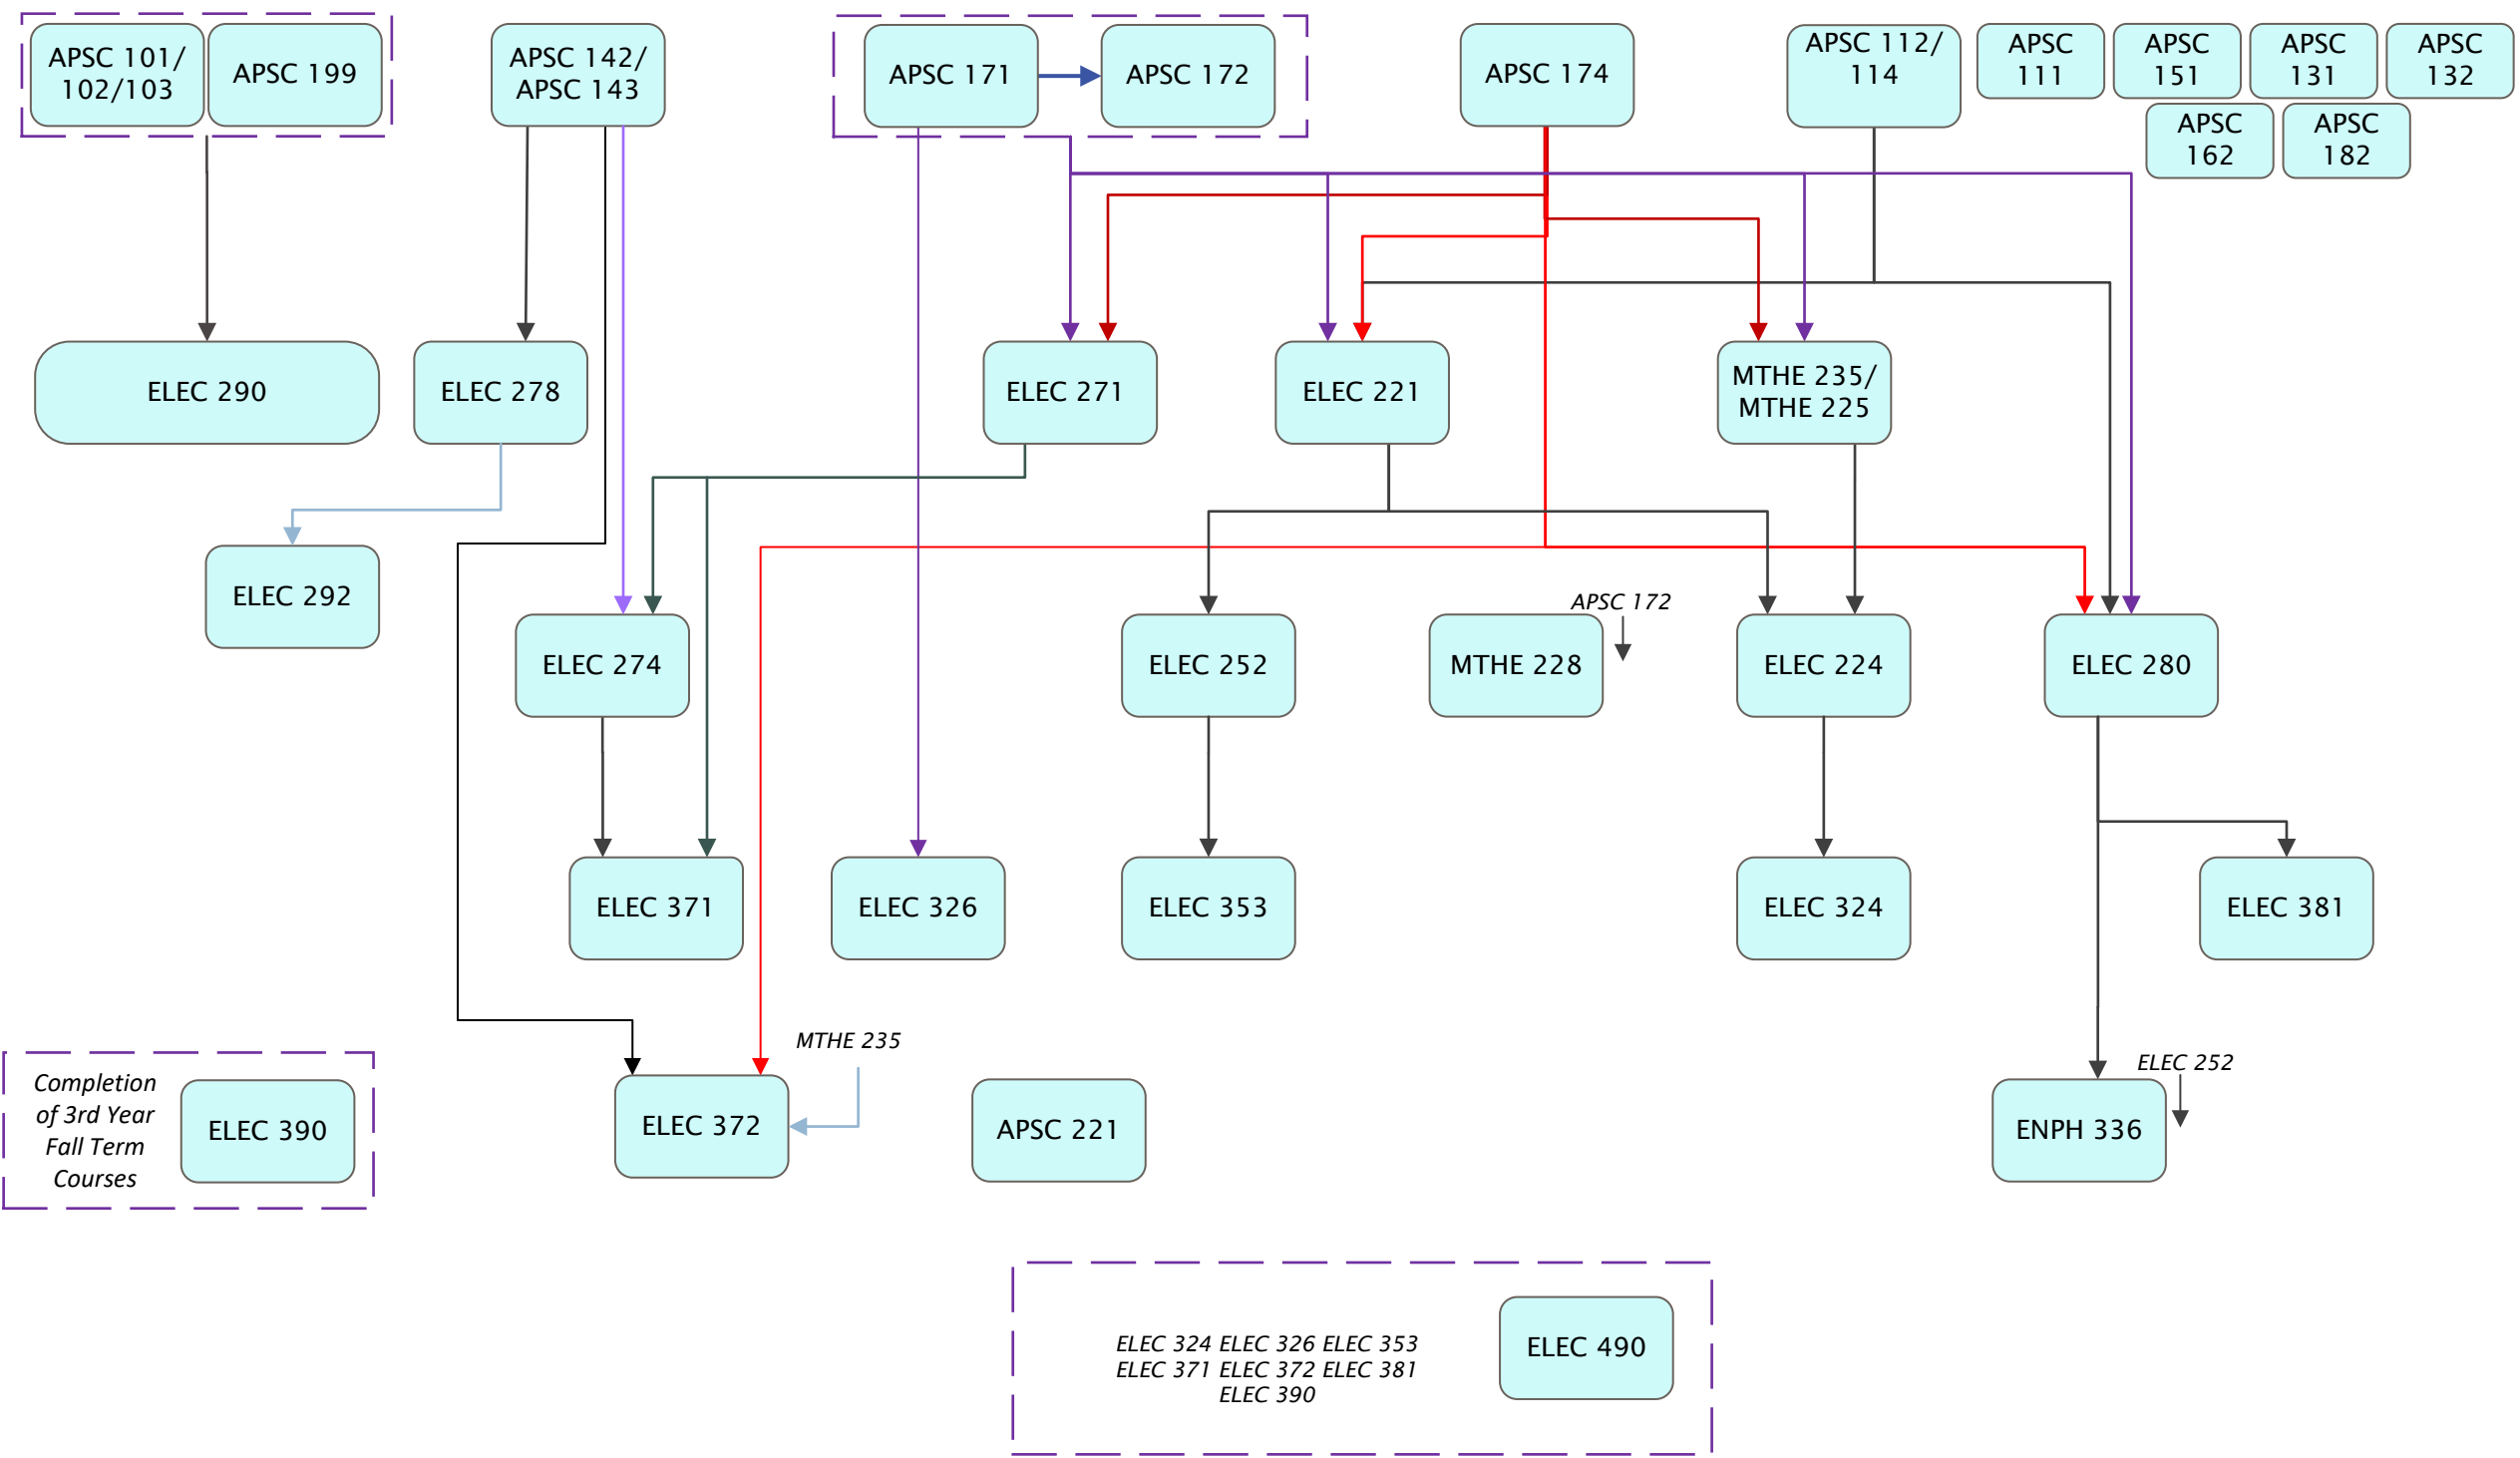 APSC 101/
102/103
APSC 199
APSC 142/
APSC 143
APSC 171
APSC 172
APSC 174
APSC 112/
114
APSC
111
APSC
151
APSC
131
APSC
132
APSC
162
APSC
182
ELEC 290
ELEC 278
ELEC 271
ELEC 221
MTHE 235/
MTHE 225
ELEC 292
ELEC 274
ELEC 252
MTHE 228
APSC 172
ELEC 224
ELEC 280
ELEC 371
ELEC 326
ELEC 353
ELEC 324
ELEC 381
Completion
of 3rd Year
Fall Term
Courses
ELEC 390
ELEC 372
MTHE 235
APSC 221
ENPH 336
ELEC 252
ELEC 324 ELEC 326 ELEC 353
ELEC 371 ELEC 372 ELEC 381
ELEC 390
ELEC 490